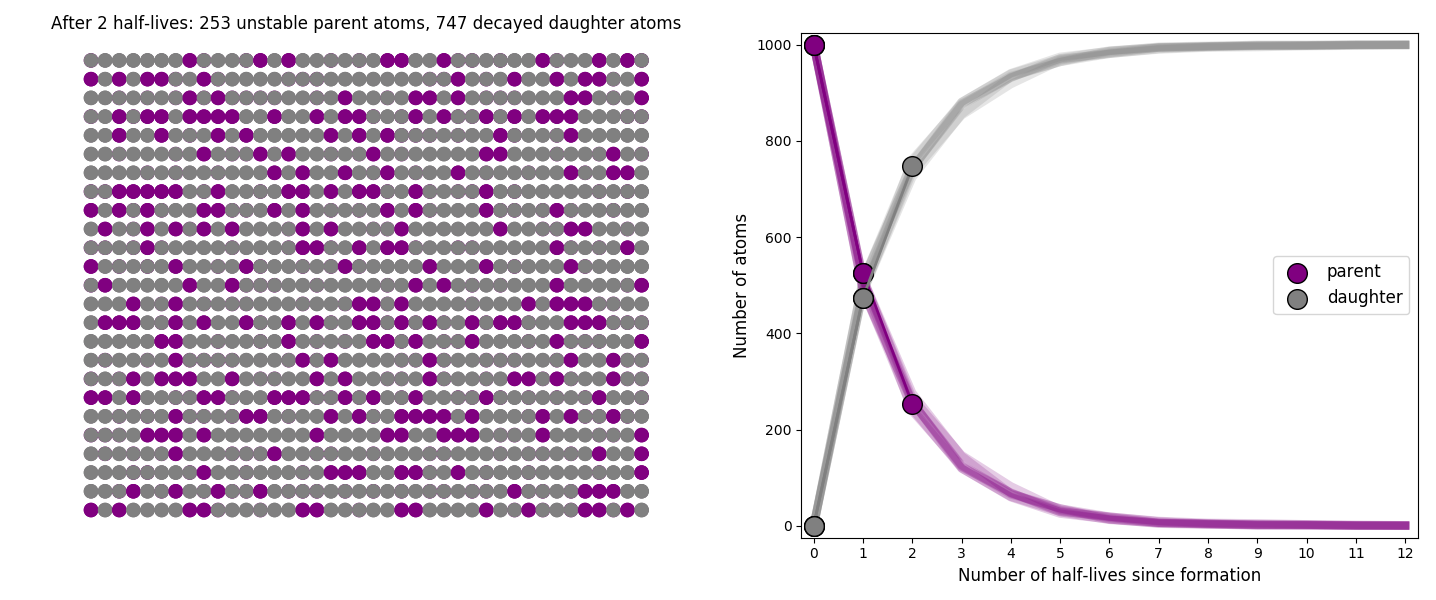 After 2 half-lives: 253 unstable parent atoms, 747 decayed daughter atoms
1000
800
600
400
200
0
Number of atoms
parent
daughter
0 1 2 3 4 5 6 7 8 9 10 11 12
Number of half-lives since formation